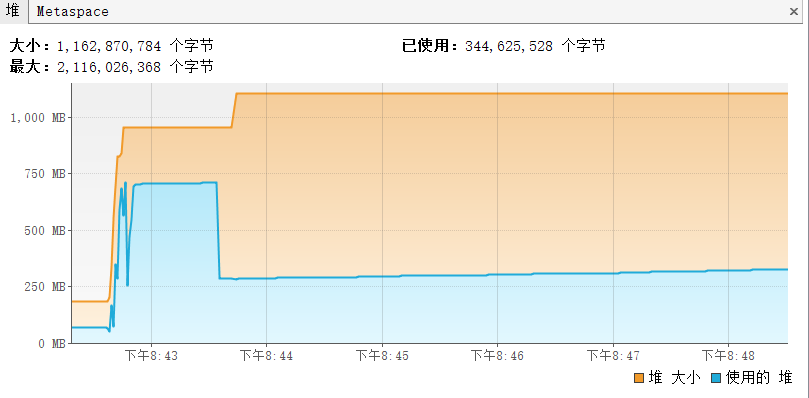 堆 Metaspace ×
大小：1,162,870,784 个字节 已使用：344,625,528 个字节
最大：2,116,026,368 个字节
1,000 MB
750 MB
500 MB
250 MB
0 MB
下午8:43 下午8:44 下午8:45 下午8:46 下午8:47 下午8:48
堆 大小 使用的 堆